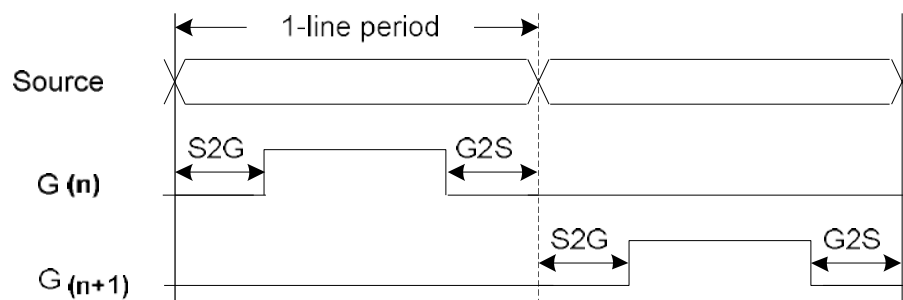 1-line period
Source
S2G
G2S
G (n)
S2G
G2S
G (n+1)